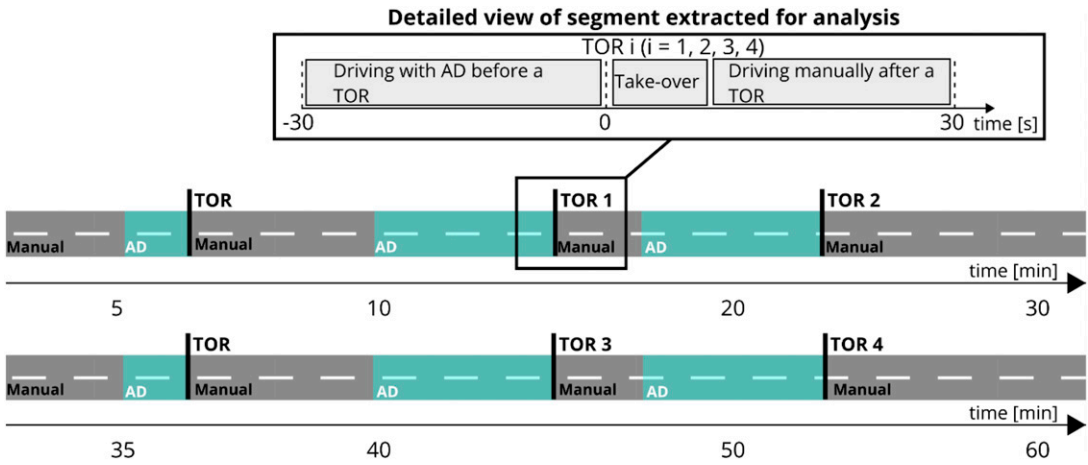 Detailed view of segment extracted for analysis
TOR i (i = 1, 2, 3, 4)
Driving with AD before a
TOR
Take-over
Driving manually after a
TOR
-30
0
30
time [s]
TOR
TOR 1
TOR 2
Manual
AD
Manual
AD
Manual
AD
Manual
time [min]
5
10
20
30
TOR
TOR 3
TOR 4
Manual
AD
Manual
AD
Manual
AD
Manual
time [min]
35
40
50
60